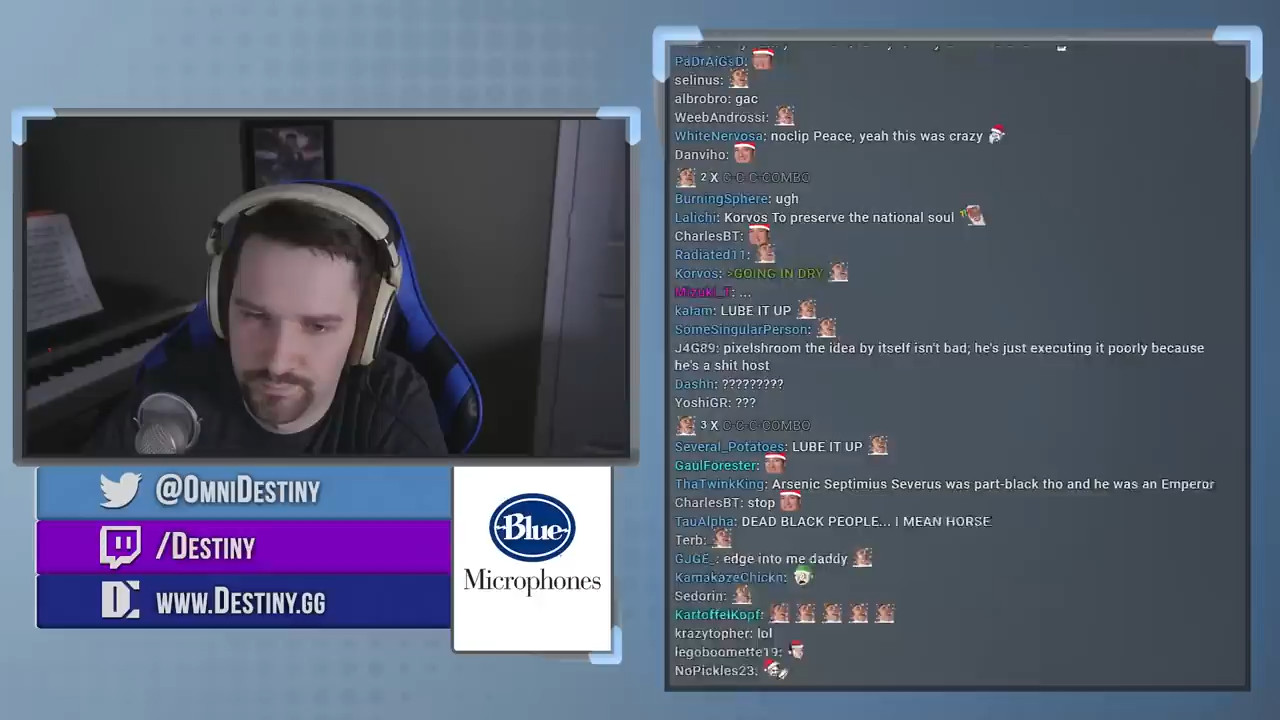 @OmniDestiny
/Destiny
www.Destiny.gg
Blue
Microphones
PaDrAiGsD:
selinus:
albrobro: gac
WeebAndrossi:
WhiteNervosa: noclip Peace, yeah this was crazy
Danviho:
2 X C-C-C-COMBO
BurningSphere: ugh
Lalichi: Korvos To preserve the national soul
CharlesBT:
Radiated11:
Korvos: >GOING IN DRY
Mizuki_T: ...
kalam: LUBE IT UP
SomeSingularPerson:
J4G89: pixelshroom the idea by itself isn't bad; he's just executing it poorly because
he's a shit host
Dashh: ?????????
YoshiGR: ???
3 X C-C-C-COMBO
Several_Potatoes: LUBE IT UP
GaulForester:
ThaTwinkKing: Arsenic Septimius Severus was part-black tho and he was an Emperor
CharlesBT: stop
TauAlpha: DEAD BLACK PEOPLE... I MEAN HORSE
Terb:
GJGE_: edge into me daddy
KamakazeChickn:
Sedorin:
KartoffelKopf:
krazytopher: lol
legoboomette19:
NoPickles23: